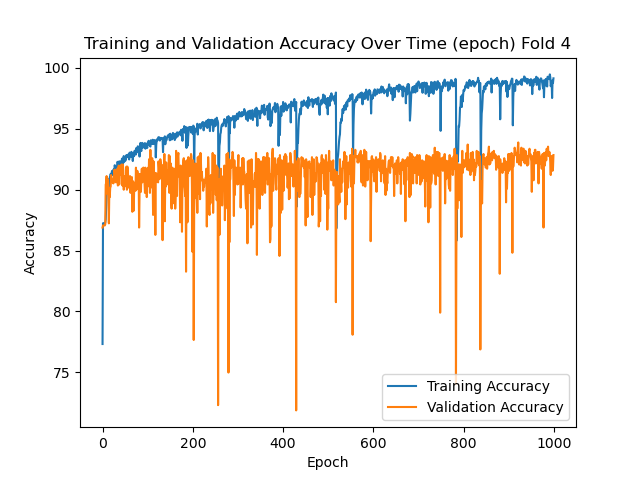 Training and Validation Accuracy Over Time (epoch) Fold 4
100
95
90
85
80
75
Accuracy
0 200 400 600 800 1000
Epoch
Training Accuracy
Validation Accuracy